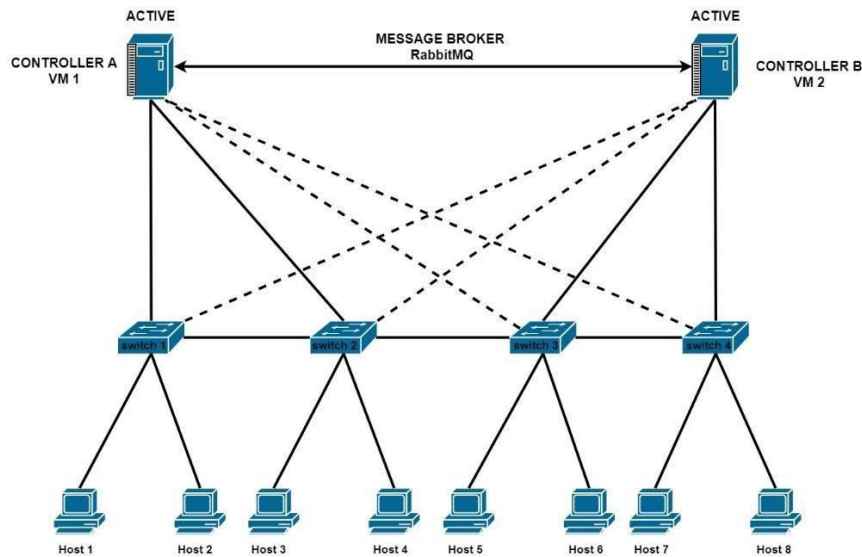 ACTIVE
ACTIVE
MESSAGE BROKER
RabbitMQ
CONTROLLER A
VM 1
CONTROLLER B
VM 2
switch 1
switch 2
switch 3
switch 4
Host 1
Host 2
Host 3
Host 4
Host 5
Host 6
Host 7
Host 8